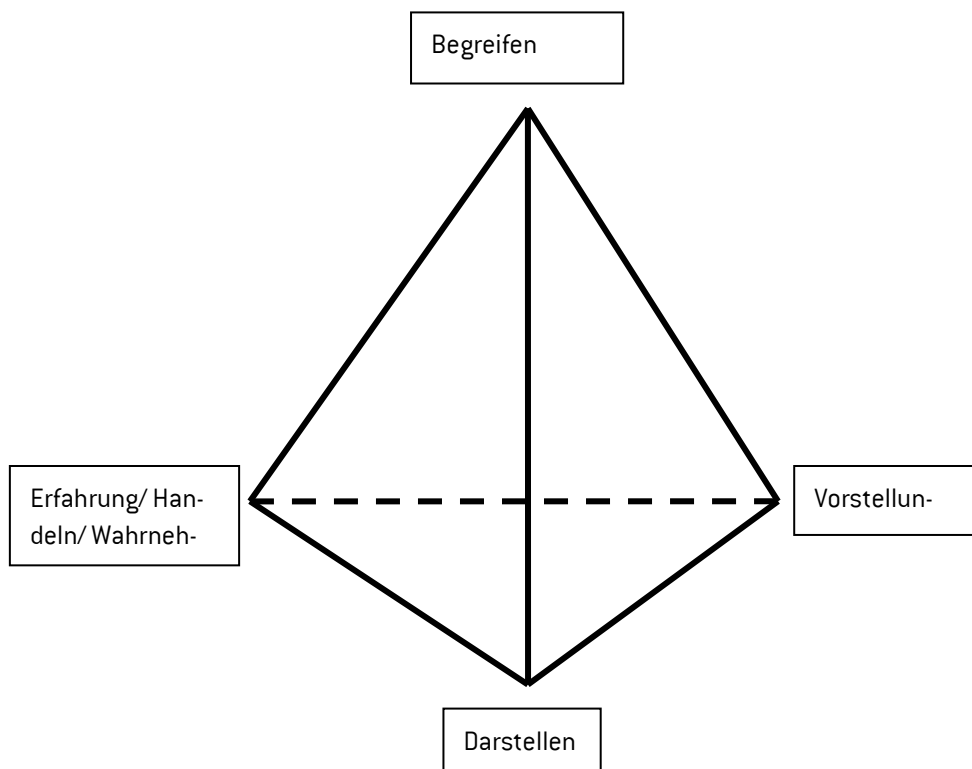 Begreifen
Erfahrung/ Han-
deln/ Wahrneh-
Vorstellun-
Darstellen